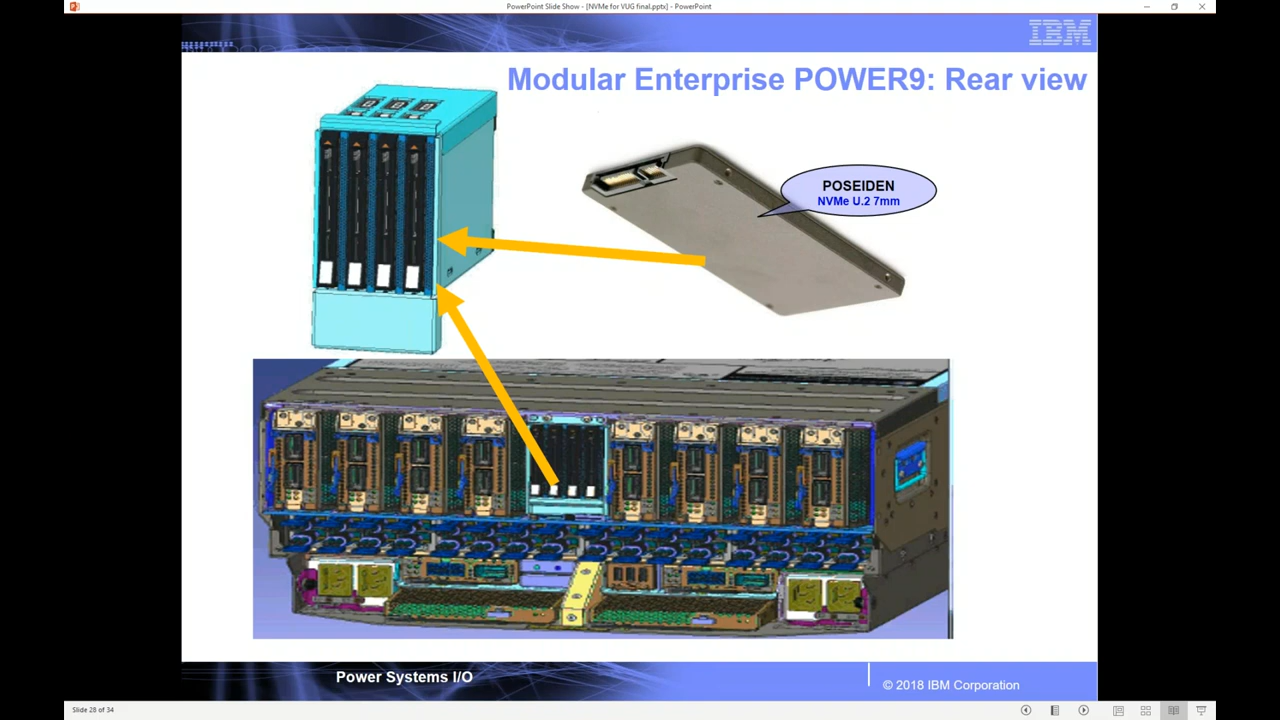 PowerPoint Slide Show - [NVMe for VUG final.pptx] - PowerPoint
IBM
Modular Enterprise POWER9: Rear view
POSEIDEN
NVMe U.2 7mm
Power Systems I/O
© 2018 IBM Corporation
Slide 28 of 34